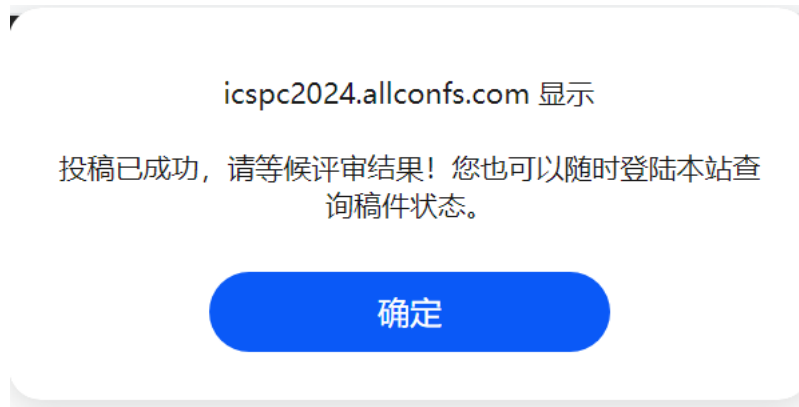 icspc2024.allconfs.com 显示
投稿已成功，请等候评审结果！您也可以随时登陆本站查
询稿件状态。
确定